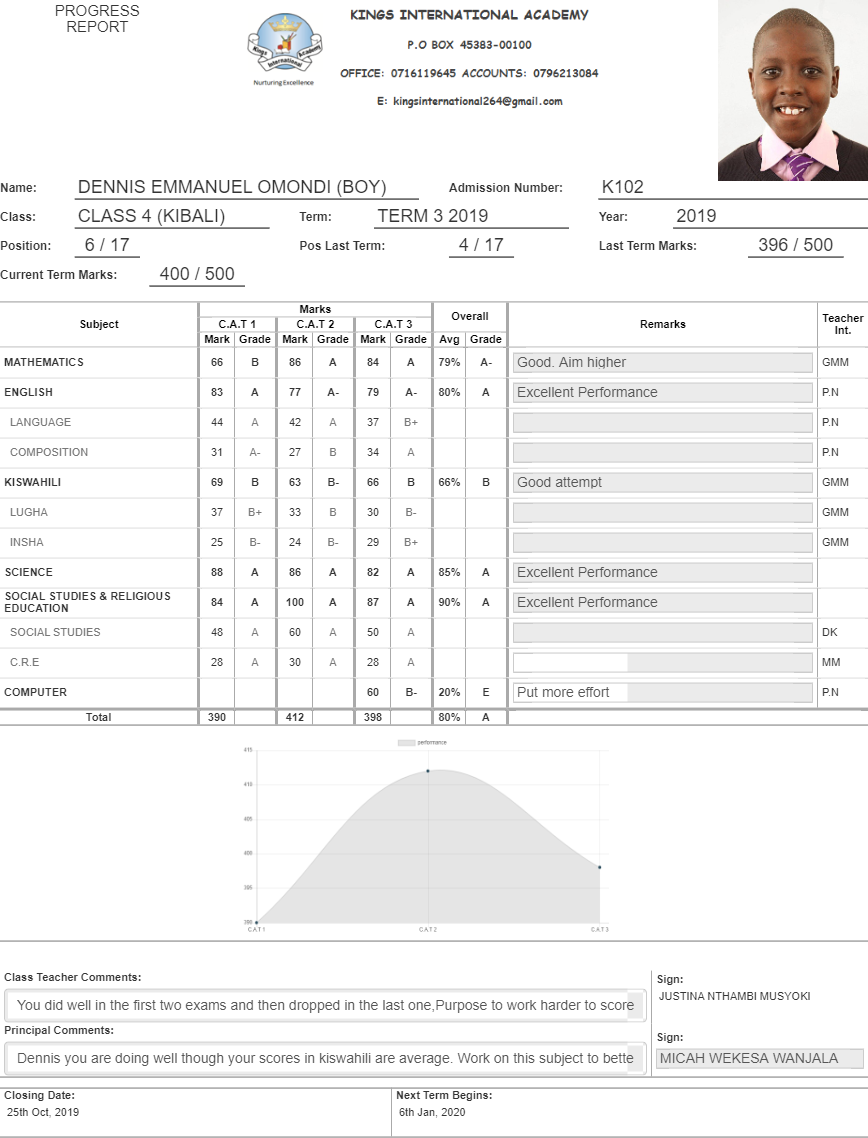 PROGRESS
REPORT
KINGS INTERNATIONAL ACADEMY
P.O BOX 45383-00100
OFFICE: 0716119645 ACCOUNTS: 0796213084
E: kingsinternational264@gmail.com
Kings International Academy
Nurturing Excellence
Name: DENNIS EMMANUEL OMONDI (BOY) Admission Number: K102
Class: CLASS 4 (KIBALI) Term: TERM 3 2019 Year: 2019
Position: 6 / 17 Pos Last Term: 4 / 17 Last Term Marks: 396 / 500
Current Term Marks: 400 / 500
Subject Marks Overall Remarks Teacher Int.
C.A.T 1 C.A.T 2 C.A.T 3
Mark Grade Mark Grade Mark Grade Avg Grade
MATHEMATICS 66 B 86 A 84 A 79% A- Good. Aim higher GMM
ENGLISH 83 A 77 A- 79 A- 80% A Excellent Performance P.N
LANGUAGE 44 A 42 A 37 B+ P.N
COMPOSITION 31 A- 27 B 34 A P.N
KISWAHILI 69 B 63 B- 66 B 66% B Good attempt GMM
LUGHA 37 B+ 33 B 30 B- GMM
INSHA 25 B- 24 B- 29 B+ GMM
SCIENCE 88 A 86 A 82 A 85% A Excellent Performance
SOCIAL STUDIES & RELIGIOUS
EDUCATION 84 A 100 A 87 A 90% A Excellent Performance
SOCIAL STUDIES 48 A 60 A 50 A DK
C.R.E 28 A 30 A 28 A MM
COMPUTER 60 B- 20% E Put more effort P.N
Total 390 412 398 80% A
performance
415
410
405
400
395
390
CAT1 CAT2 CAT3
Class Teacher Comments:
You did well in the first two exams and then dropped in the last one,Purpose to work harder to score
Sign:
JUSTINA NTHAMBI MUSYOKI
Principal Comments:
Dennis you are doing well though your scores in kiswahili are average. Work on this subject to bette
Sign:
MICAH WEKESA WANJALA
Closing Date: Next Term Begins:
25th Oct, 2019 6th Jan, 2020